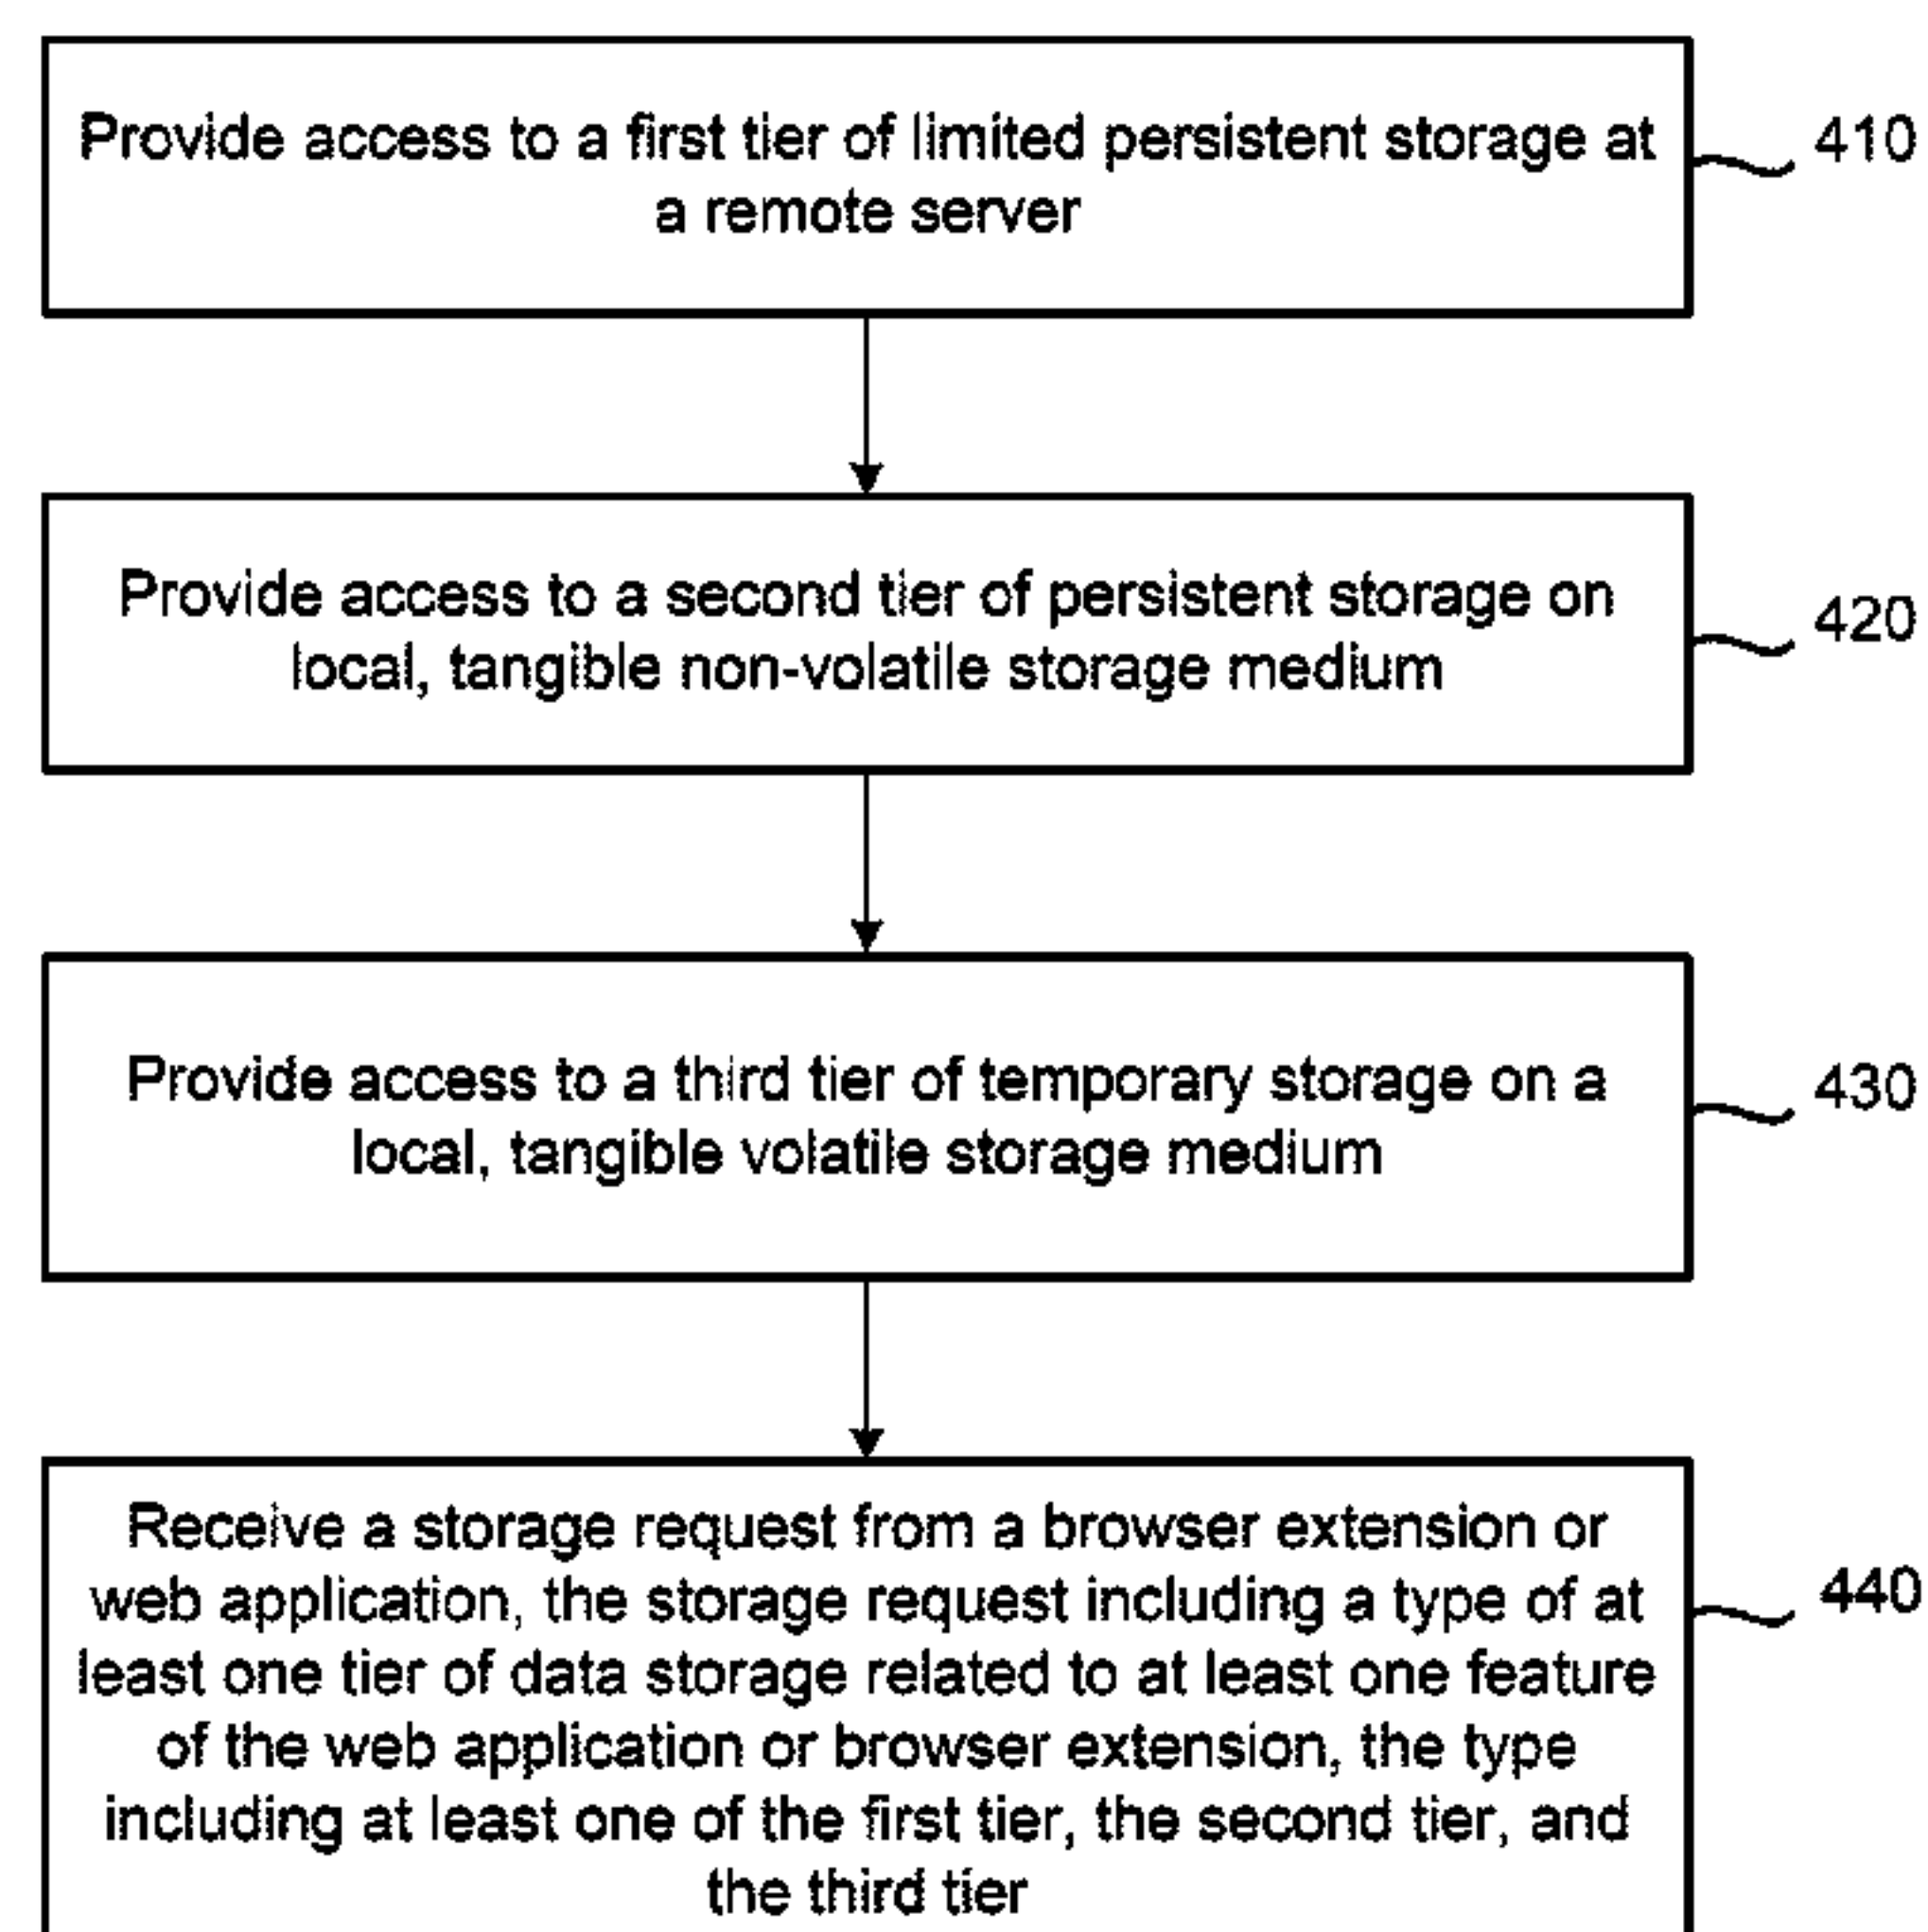 Provide access to a first tier of limited persistent storage at
a remote server
410
Provide access to a second tier of persistent storage on
local, tangible non-volatile storage medium
420
Provide access to a third tier of temporary storage on a
local, tangible volatile storage medium
430
Receive a storage request from a browser extension or
web application, the storage request including a type of at
least one tier of data storage related to at least one feature
of the web application or browser extension, the type
including at least one of the first tier, the second tier, and
the third tier
440